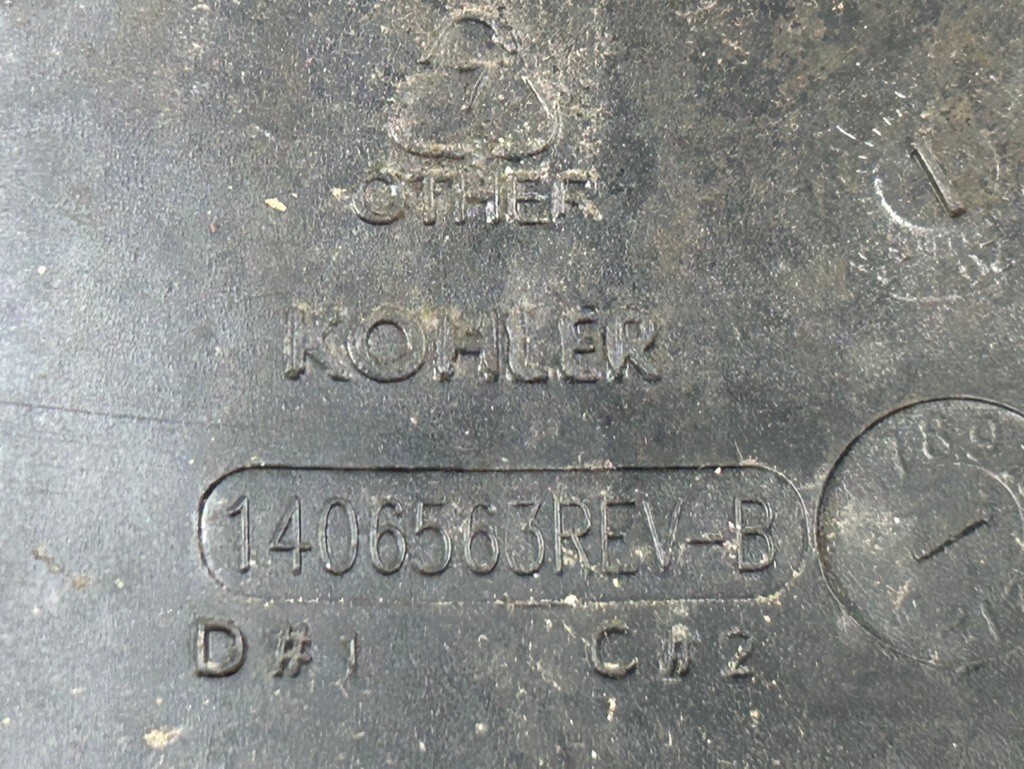 7
OTHER
KOHLER
1406563REV-B
D#1 C#2